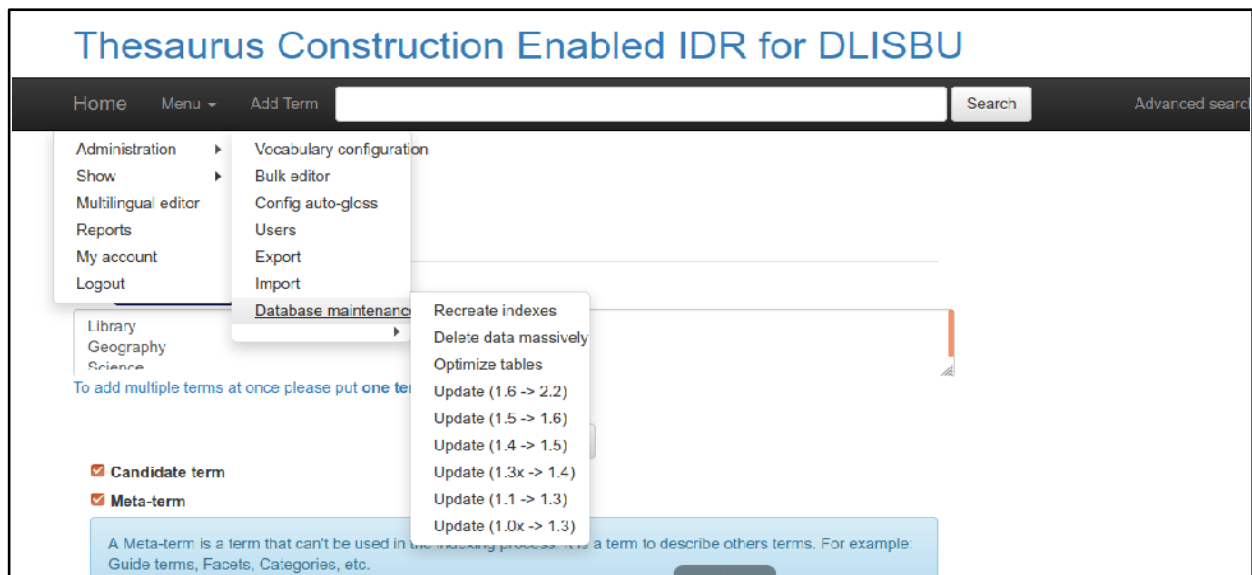 Thesaurus Construction Enabled IDR for DLISBU
Home Menu Add Term Search Advanced search
Administration
Show
Multilingual editor
Reports
My account
Logout
Vocabulary configuration
Bulk editor
Config auto-gloss
Users
Export
Import
Database maintenance
Recreate indexes
Delete data massively
Optimize tables
Update (1.6 -> 2.2)
Update (1.5 -> 1.6)
Update (1.4 -> 1.5)
Update (1.3x -> 1.4)
Update (1.1 -> 1.3)
Update (1.0x -> 1.3)
Library
Geography
Science
To add multiple terms at once please put one
Candidate term
Meta-term
A Meta-term is a term that can't be used in the indexing process. It is a term to describe others terms. For example:
Guide terms, Facets, Categories, etc.